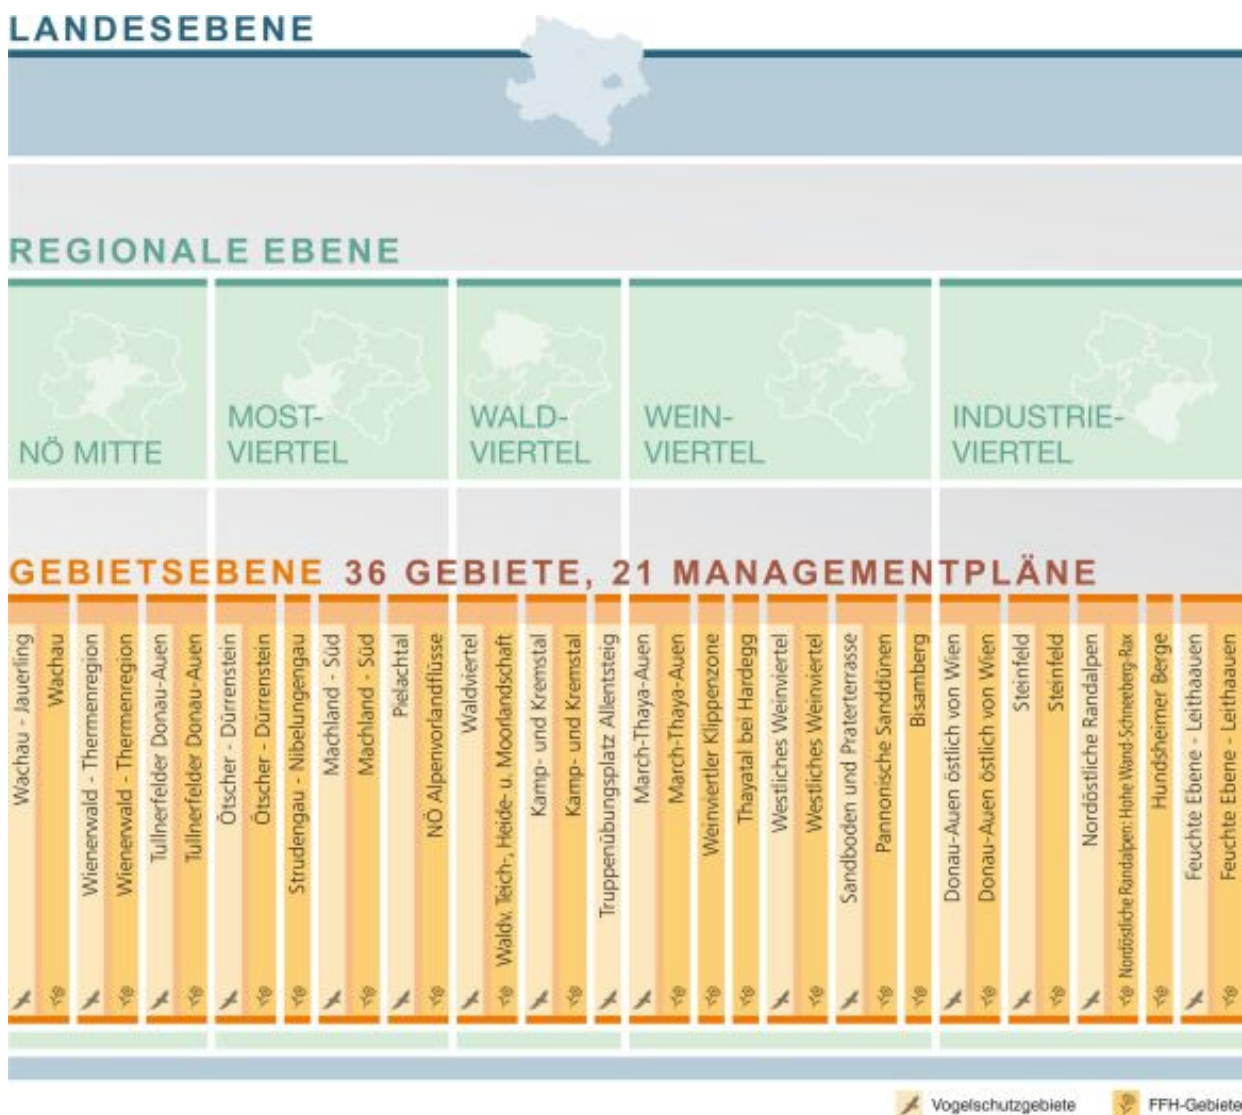 LANDESEBENE
REGIONALE EBENE
NÖ MITTE
MOST-
VIERTEL
WALD-
VIERTEL
WEIN-
VIERTEL
INDUSTRIE-
VIERTEL
GEBIETSEBENE 36 GEBIETE, 21 MANAGEMENTPLÄNE
Wachau - Jauerling
Wachau
Wienerwald - Thermenregion
Wienerwald - Thermenregion
Tullnerfelder Donau-Auen
Tullnerfelder Donau-Auen
Ötscher - Dürrenstein
Ötscher - Dürrenstein
Strudengau - Nibelungengau
Machland - Süd
Machland - Süd
Pielachtal
NÖ Alpenvorlandflüsse
Waldviertel
Waldv. Teich-, Heide- u. Moorlandschaft
Kamp- und Kremstal
Kamp- und Kremstal
Truppenübungsplatz Allentsteig
March-Thaya-Auen
March-Thaya-Auen
Weinviertler Klippenzone
Thayatal bei Hardegg
Westliches Weinviertel
Westliches Weinviertel
Sandboden und Praterterrasse
Pannonische Sanddünen
Bisamberg
Donau-Auen östlich von Wien
Donau-Auen östlich von Wien
Steinfeld
Steinfeld
Nordöstliche Randalpen
Nordöstliche Randalpen: Hohe Wand-Schneeberg-Rax
Hundsheimer Berge
Feuchte Ebene - Leithaauen
Feuchte Ebene - Leithaauen
Vogelschutzgebiete
FFH-Gebiete